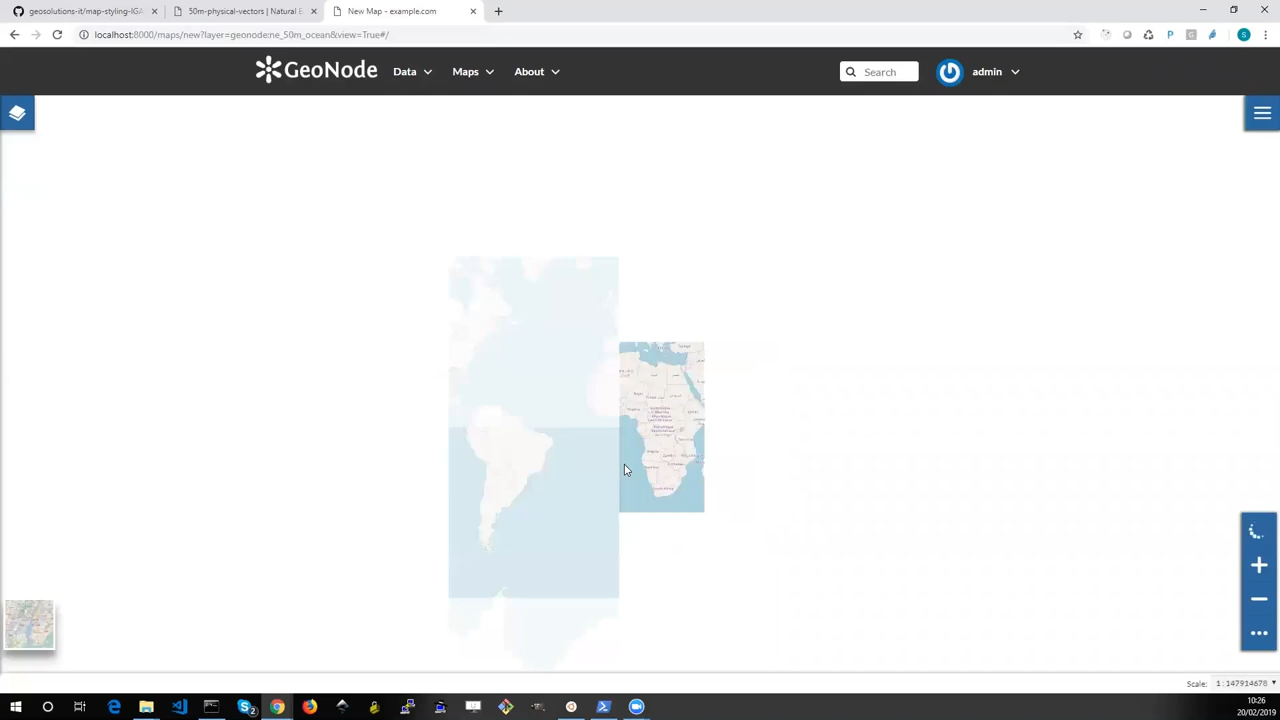 geosolutions-it/map-styling-IGA
50m-physical-vectors | Natural E
New Map - example.com
localhost:8000/maps/new?layer=geonode:ne_50m_ocean&view=True#/
GeoNode
Data
Maps
About
Search
admin
Scale:
1 : 147914678
10:26
20/02/2019